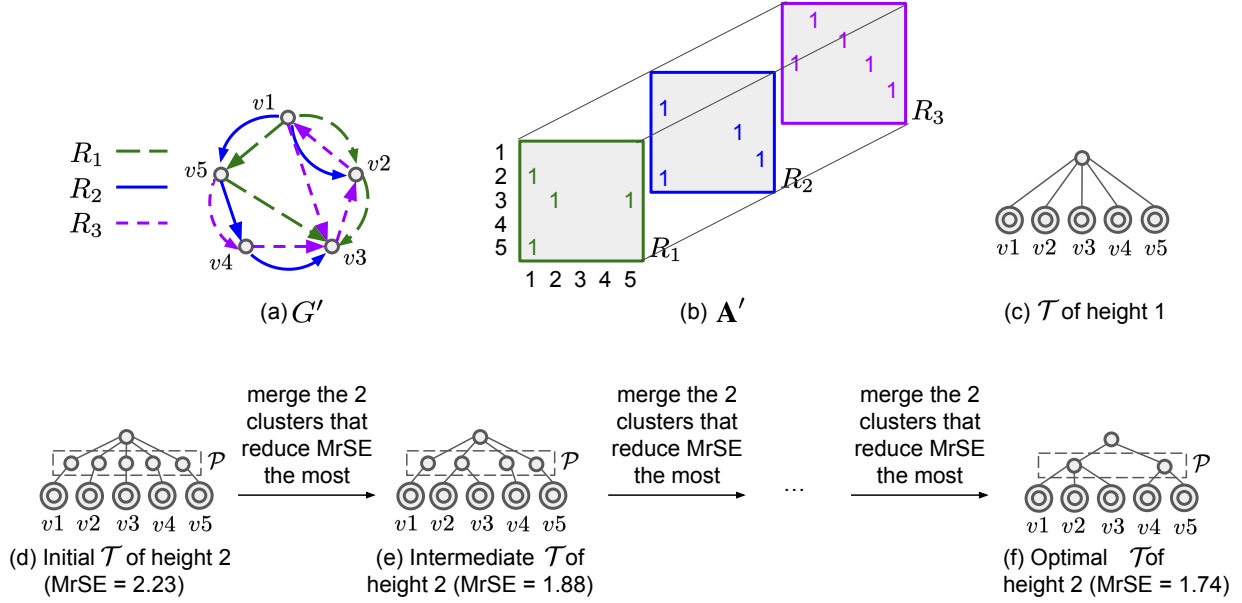 v1
R1
v5
v2
R2
R3
v4
v3
(a) G′
1
1
1
1
1
R3
1
1
1
1
R2
1
2
3
4
5
1
1
1
1
R1
1 2 3 4 5
(b) A′
v1 v2 v3 v4 v5
(c) 𝒯 of height 1
𝒫
v1 v2 v3 v4 v5
(d) Initial 𝒯 of height 2
(MrSE = 2.23)
merge the 2
clusters that
reduce MrSE
the most
𝒫
v1 v2 v3 v4 v5
(e) Intermediate 𝒯 of
height 2 (MrSE = 1.88)
merge the 2
clusters that
reduce MrSE
the most
...
merge the 2
clusters that
reduce MrSE
the most
𝒫
v1 v2 v3 v4 v5
(f) Optimal 𝒯 of
height 2 (MrSE = 1.74)